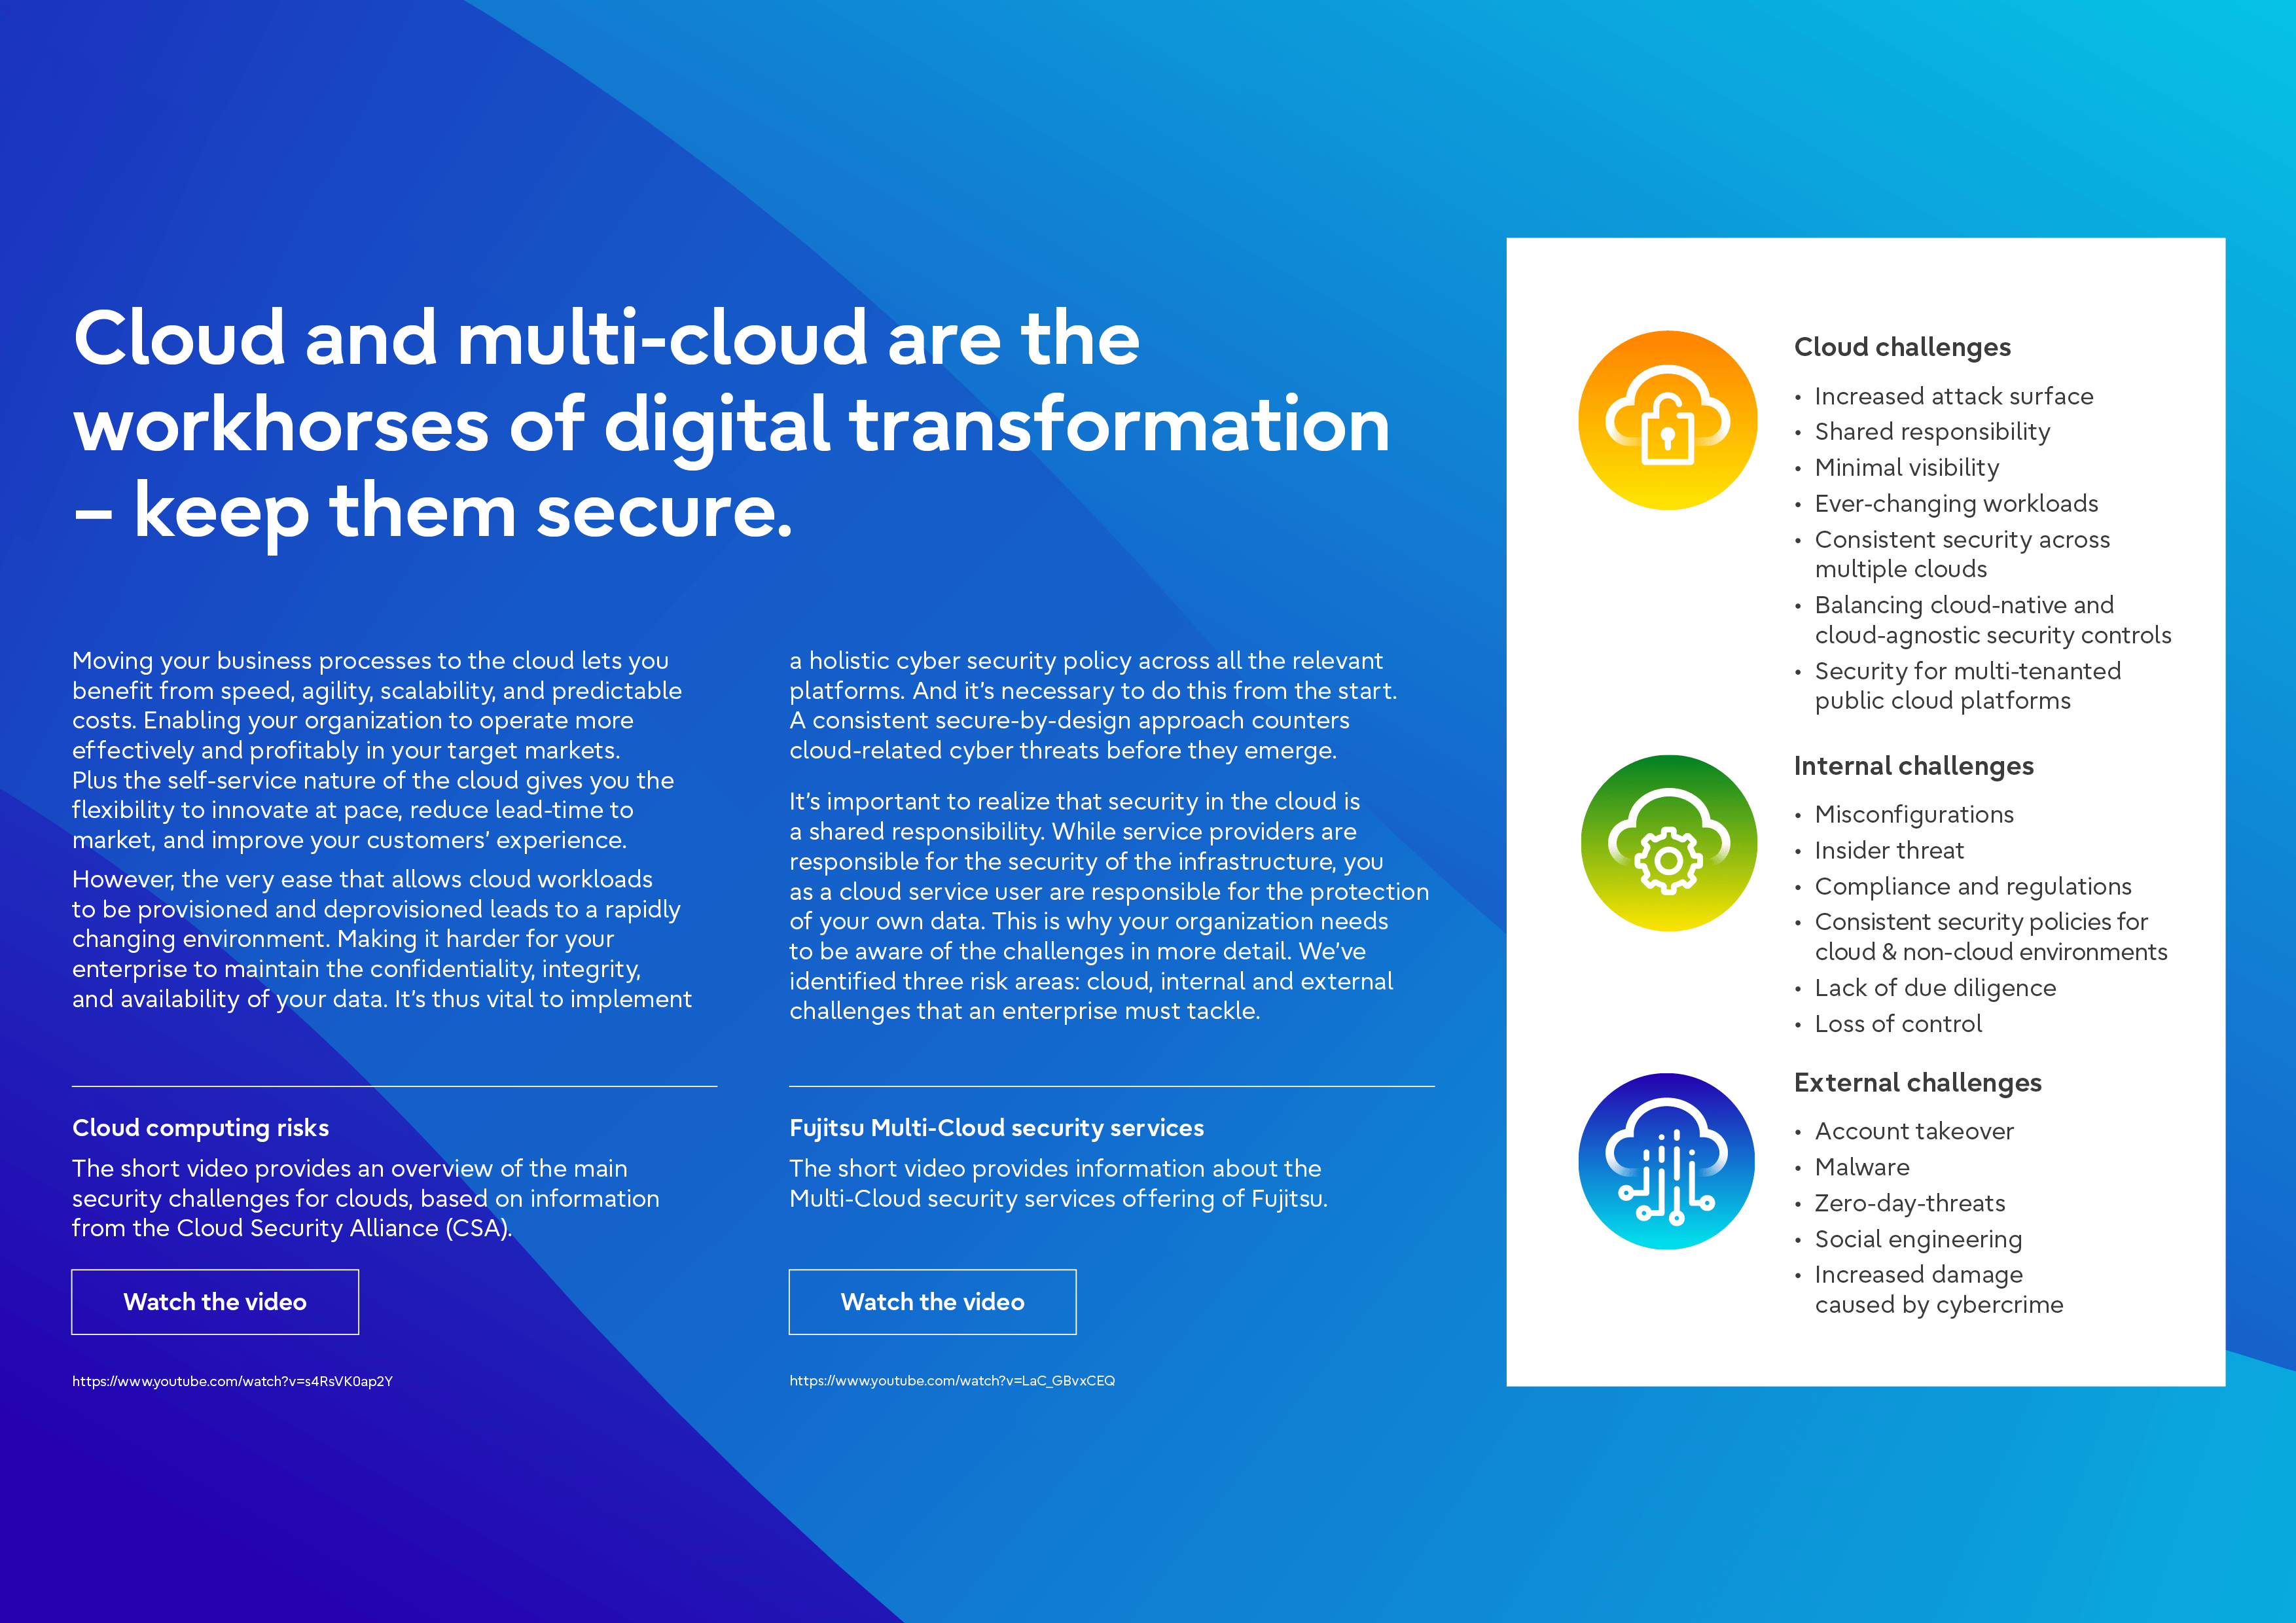 Cloud and multi-cloud are the
workhorses of digital transformation
– keep them secure.
Moving your business processes to the cloud lets you
benefit from speed, agility, scalability, and predictable
costs. Enabling your organization to operate more
effectively and profitably in your target markets.
Plus the self-service nature of the cloud gives you the
flexibility to innovate at pace, reduce lead-time to
market, and improve your customers’ experience.
However, the very ease that allows cloud workloads
to be provisioned and deprovisioned leads to a rapidly
changing environment. Making it harder for your
enterprise to maintain the confidentiality, integrity,
and availability of your data. It’s thus vital to implement
a holistic cyber security policy across all the relevant
platforms. And it’s necessary to do this from the start.
A consistent secure-by-design approach counters
cloud-related cyber threats before they emerge.
It’s important to realize that security in the cloud is
a shared responsibility. While service providers are
responsible for the security of the infrastructure, you
as a cloud service user are responsible for the protection
of your own data. This is why your organization needs
to be aware of the challenges in more detail. We’ve
identified three risk areas: cloud, internal and external
challenges that an enterprise must tackle.
Cloud computing risks
The short video provides an overview of the main
security challenges for clouds, based on information
from the Cloud Security Alliance (CSA).
Watch the video
https://www.youtube.com/watch?v=s4RsVK0ap2Y
Fujitsu Multi-Cloud security services
The short video provides information about the
Multi-Cloud security services offering of Fujitsu.
Watch the video
https://www.youtube.com/watch?v=LaC_GBvxCEQ
Cloud challenges
• Increased attack surface
• Shared responsibility
• Minimal visibility
• Ever-changing workloads
• Consistent security across
multiple clouds
• Balancing cloud-native and
cloud-agnostic security controls
• Security for multi-tenanted
public cloud platforms
Internal challenges
• Misconfigurations
• Insider threat
• Compliance and regulations
• Consistent security policies for
cloud & non-cloud environments
• Lack of due diligence
• Loss of control
External challenges
• Account takeover
• Malware
• Zero-day-threats
• Social engineering
• Increased damage
caused by cybercrime